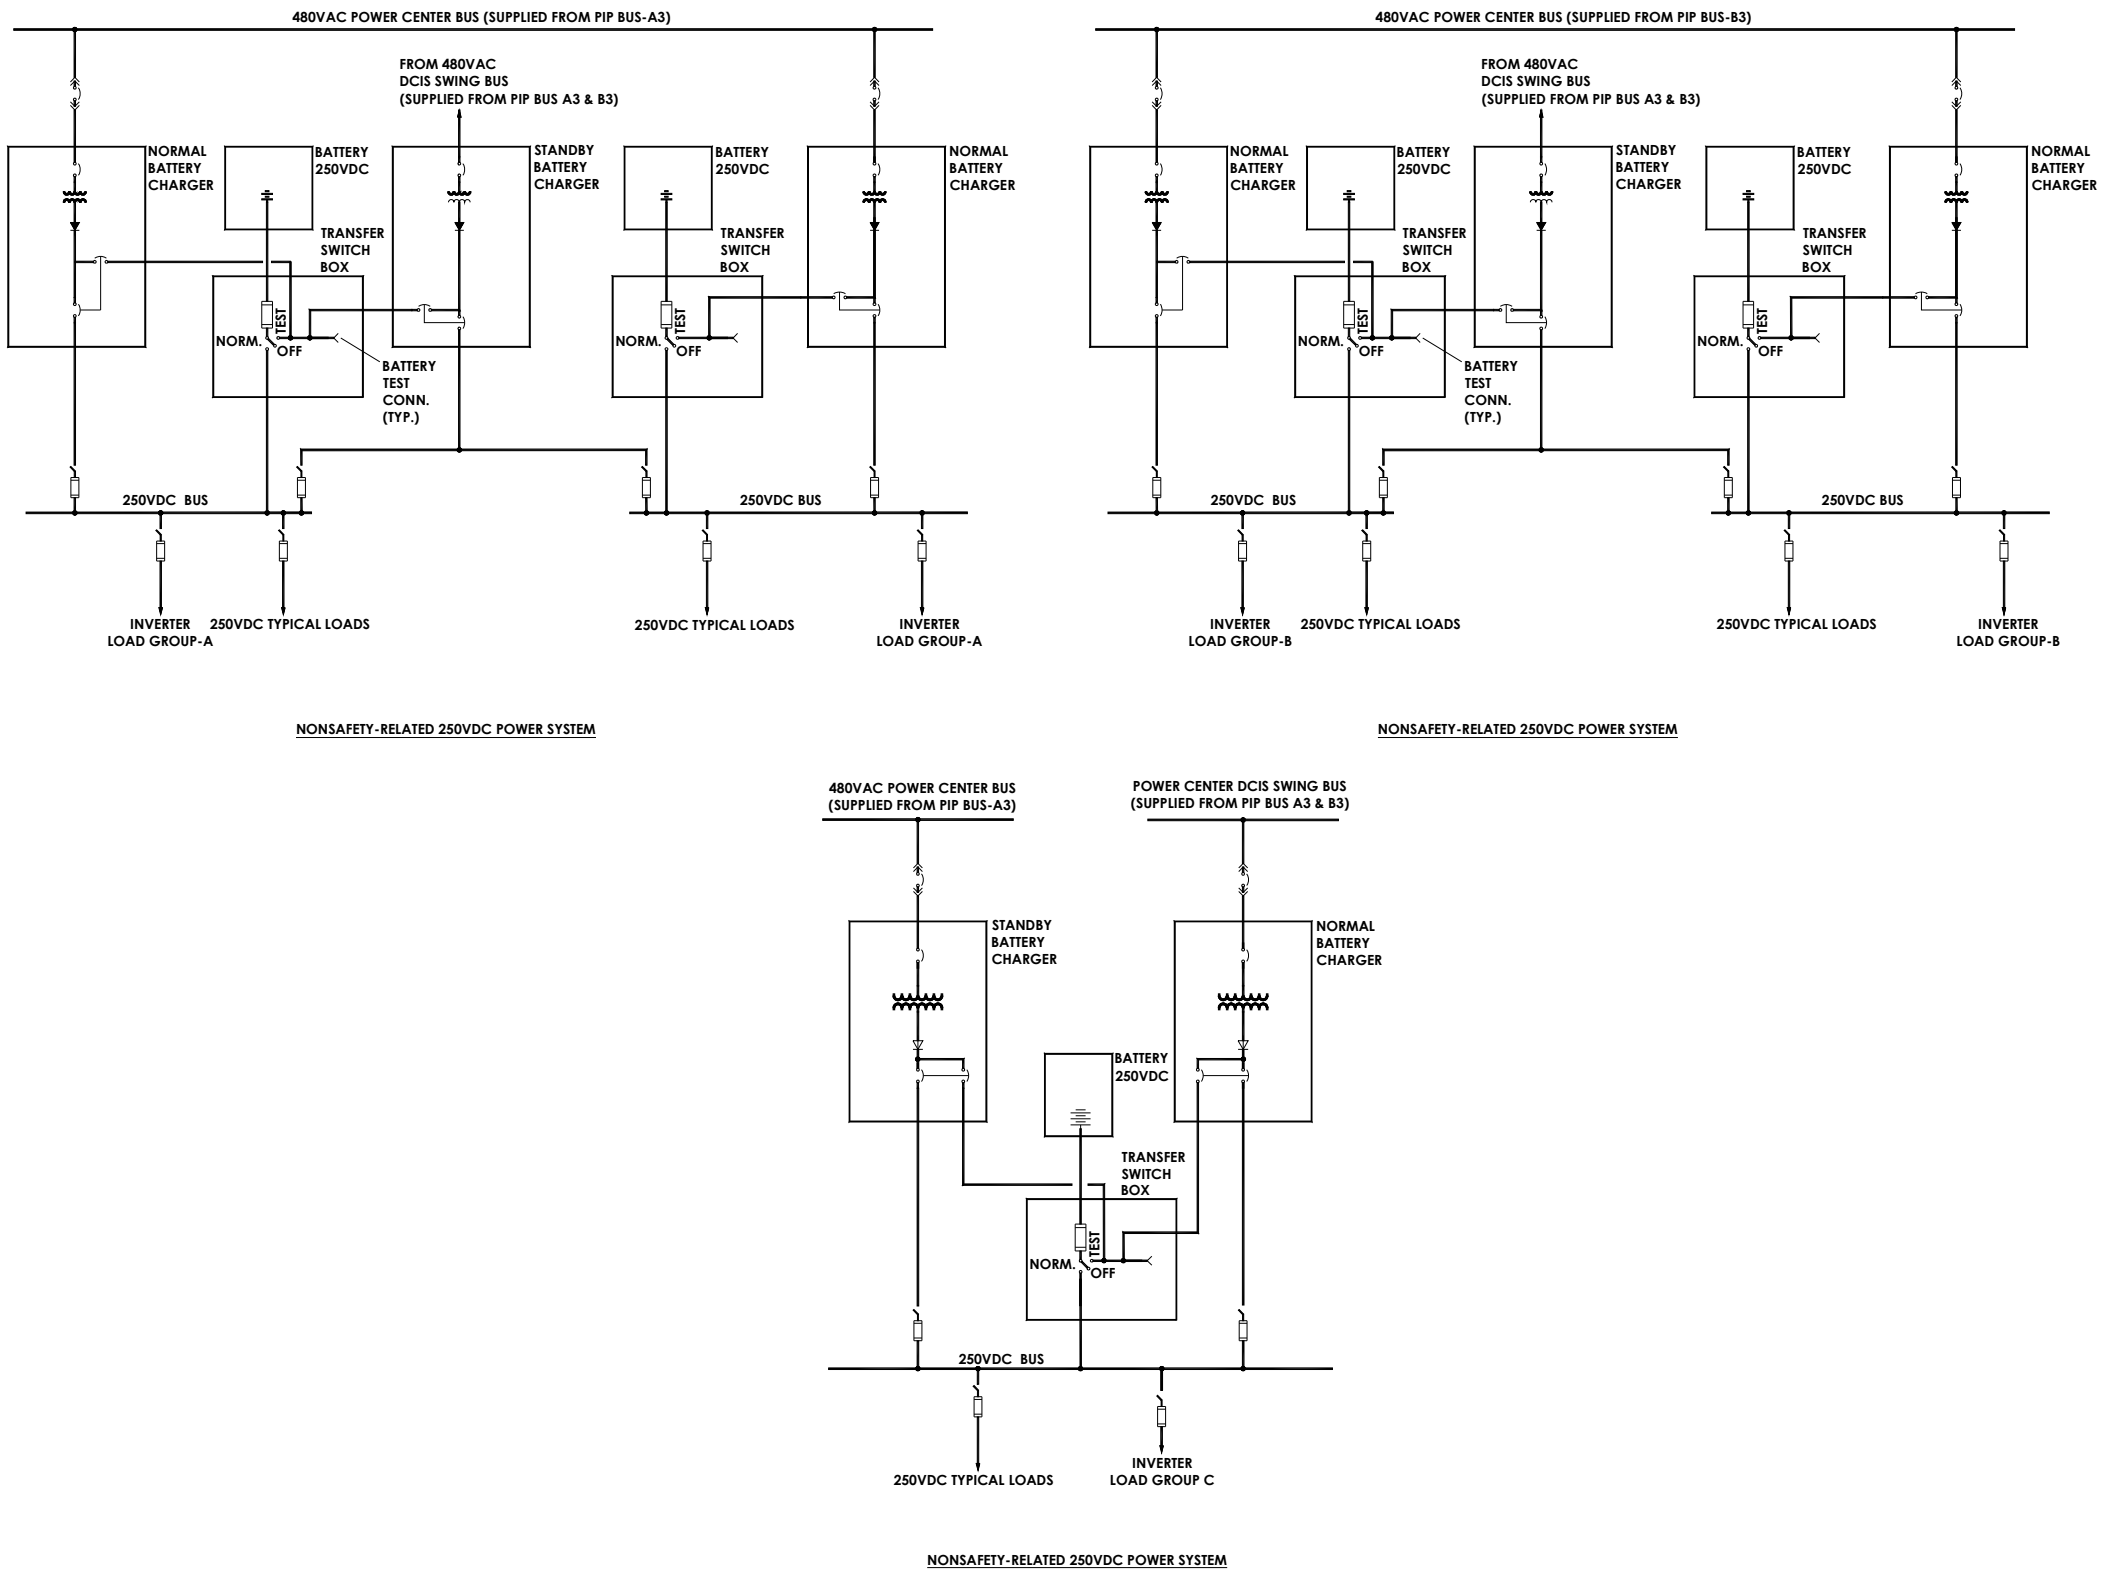 480VAC POWER CENTER BUS (SUPPLIED FROM PIP BUS-A3)
FROM 480VAC
DCIS SWING BUS
(SUPPLIED FROM PIP BUS A3 & B3)
NORMAL
BATTERY
CHARGER
BATTERY
250VDC
STANDBY
BATTERY
CHARGER
BATTERY
250VDC
NORMAL
BATTERY
CHARGER
TRANSFER
SWITCH
BOX
TRANSFER
SWITCH
BOX
TEST
NORM.
OFF
TEST
NORM.
OFF
BATTERY
TEST
CONN.
(TYP.)
250VDC BUS
250VDC BUS
INVERTER
LOAD GROUP-A
250VDC TYPICAL LOADS
250VDC TYPICAL LOADS
INVERTER
LOAD GROUP-A
NONSAFETY-RELATED 250VDC POWER SYSTEM
480VAC POWER CENTER BUS (SUPPLIED FROM PIP BUS-B3)
FROM 480VAC
DCIS SWING BUS
(SUPPLIED FROM PIP BUS A3 & B3)
NORMAL
BATTERY
CHARGER
BATTERY
250VDC
STANDBY
BATTERY
CHARGER
BATTERY
250VDC
NORMAL
BATTERY
CHARGER
TRANSFER
SWITCH
BOX
TRANSFER
SWITCH
BOX
TEST
NORM.
OFF
TEST
NORM.
OFF
BATTERY
TEST
CONN.
(TYP.)
250VDC BUS
250VDC BUS
INVERTER
LOAD GROUP-B
250VDC TYPICAL LOADS
250VDC TYPICAL LOADS
INVERTER
LOAD GROUP-B
NONSAFETY-RELATED 250VDC POWER SYSTEM
480VAC POWER CENTER BUS
(SUPPLIED FROM PIP BUS-A3)
POWER CENTER DCIS SWING BUS
(SUPPLIED FROM PIP BUS A3 & B3)
STANDBY
BATTERY
CHARGER
NORMAL
BATTERY
CHARGER
BATTERY
250VDC
TRANSFER
SWITCH
BOX
TEST
NORM.
OFF
250VDC BUS
250VDC TYPICAL LOADS
INVERTER
LOAD GROUP C
NONSAFETY-RELATED 250VDC POWER SYSTEM